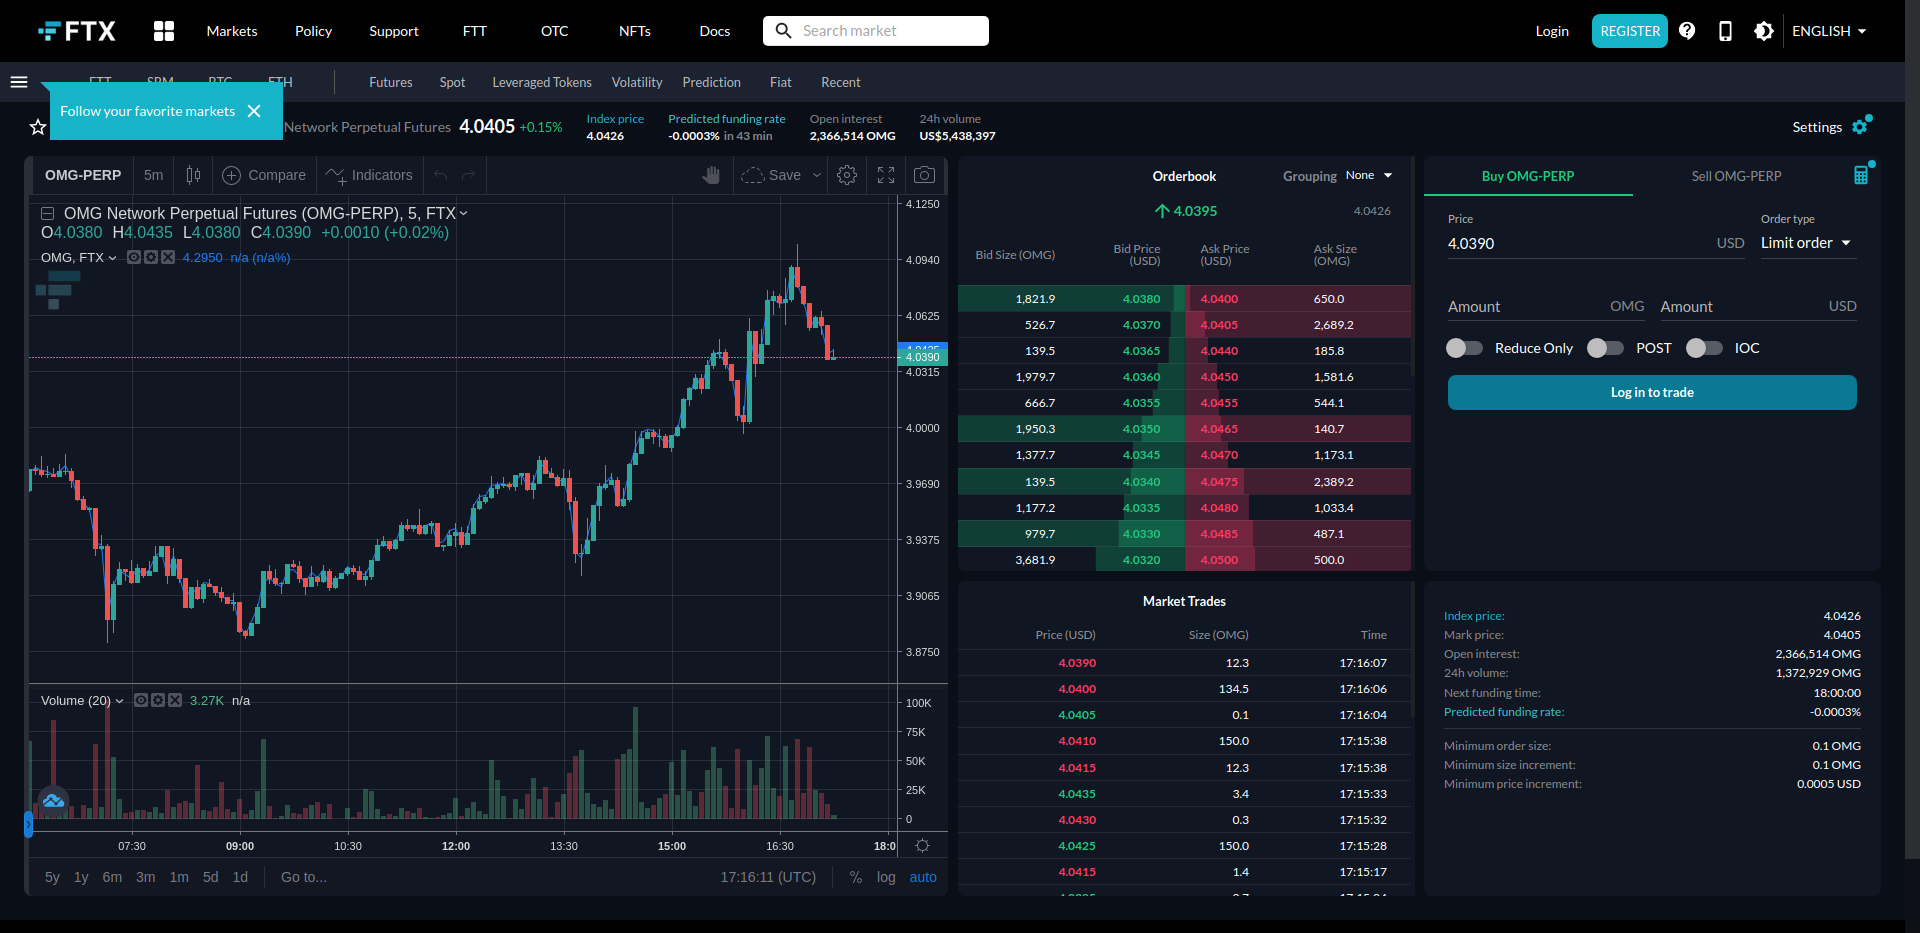 FTX
Markets Policy Support FTT OTC NFTs Docs
Search market
Login REGISTER ENGLISH
FTT SRM BTC ETH Futures Spot Leveraged Tokens Volatility Prediction Fiat Recent
Follow your favorite markets
Network Perpetual Futures 4.0405 +0.15%
Index price
4.0426
Predicted funding rate
-0.0003% in 43 min
Open interest
2,366,514 OMG
24h volume
US$5,438,397
Settings
OMG-PERP 5m Compare Indicators Save
OMG Network Perpetual Futures (OMG-PERP), 5, FTX
O4.0380 H4.0435 L4.0380 C4.0390 +0.0010 (+0.02%)
OMG, FTX 4.2950 n/a (n/a%)
4.1250
4.0940
4.0625
4.0390
4.0315
4.0000
3.9690
3.9375
3.9065
3.8750
Volume (20) 3.27K n/a
100K
75K
50K
25K
0
07:30 09:00 10:30 12:00 13:30 15:00 16:30 18:0
5y 1y 6m 3m 1m 5d 1d Go to... 17:16:11 (UTC) % log auto
Orderbook Grouping None
4.0395 4.0426
Bid Size (OMG) Bid Price (USD) Ask Price (USD) Ask Size (OMG)
1,821.9 4.0380 4.0400 650.0
526.7 4.0370 4.0405 2,689.2
139.5 4.0365 4.0440 185.8
1,979.7 4.0360 4.0450 1,581.6
666.7 4.0355 4.0455 544.1
1,950.3 4.0350 4.0465 140.7
1,377.7 4.0345 4.0470 1,173.1
139.5 4.0340 4.0475 2,389.2
1,177.2 4.0335 4.0480 1,033.4
979.7 4.0330 4.0485 487.1
3,681.9 4.0320 4.0500 500.0
Market Trades
Price (USD) Size (OMG) Time
4.0390 12.3 17:16:07
4.0400 134.5 17:16:06
4.0405 0.1 17:16:04
4.0410 150.0 17:15:38
4.0415 12.3 17:15:38
4.0435 3.4 17:15:33
4.0430 0.3 17:15:32
4.0425 150.0 17:15:28
4.0415 1.4 17:15:17
Buy OMG-PERP Sell OMG-PERP
Price Order type
4.0390 USD Limit order
Amount OMG Amount USD
Reduce Only POST IOC
Log in to trade
Index price: 4.0426
Mark price: 4.0405
Open interest: 2,366,514 OMG
24h volume: 1,372,929 OMG
Next funding time: 18:00:00
Predicted funding rate: -0.0003%
Minimum order size: 0.1 OMG
Minimum size increment: 0.1 OMG
Minimum price increment: 0.0005 USD